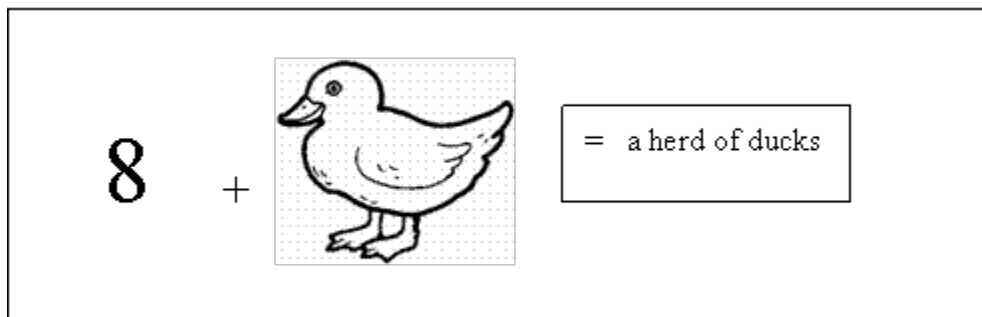 8 + = a herd of ducks